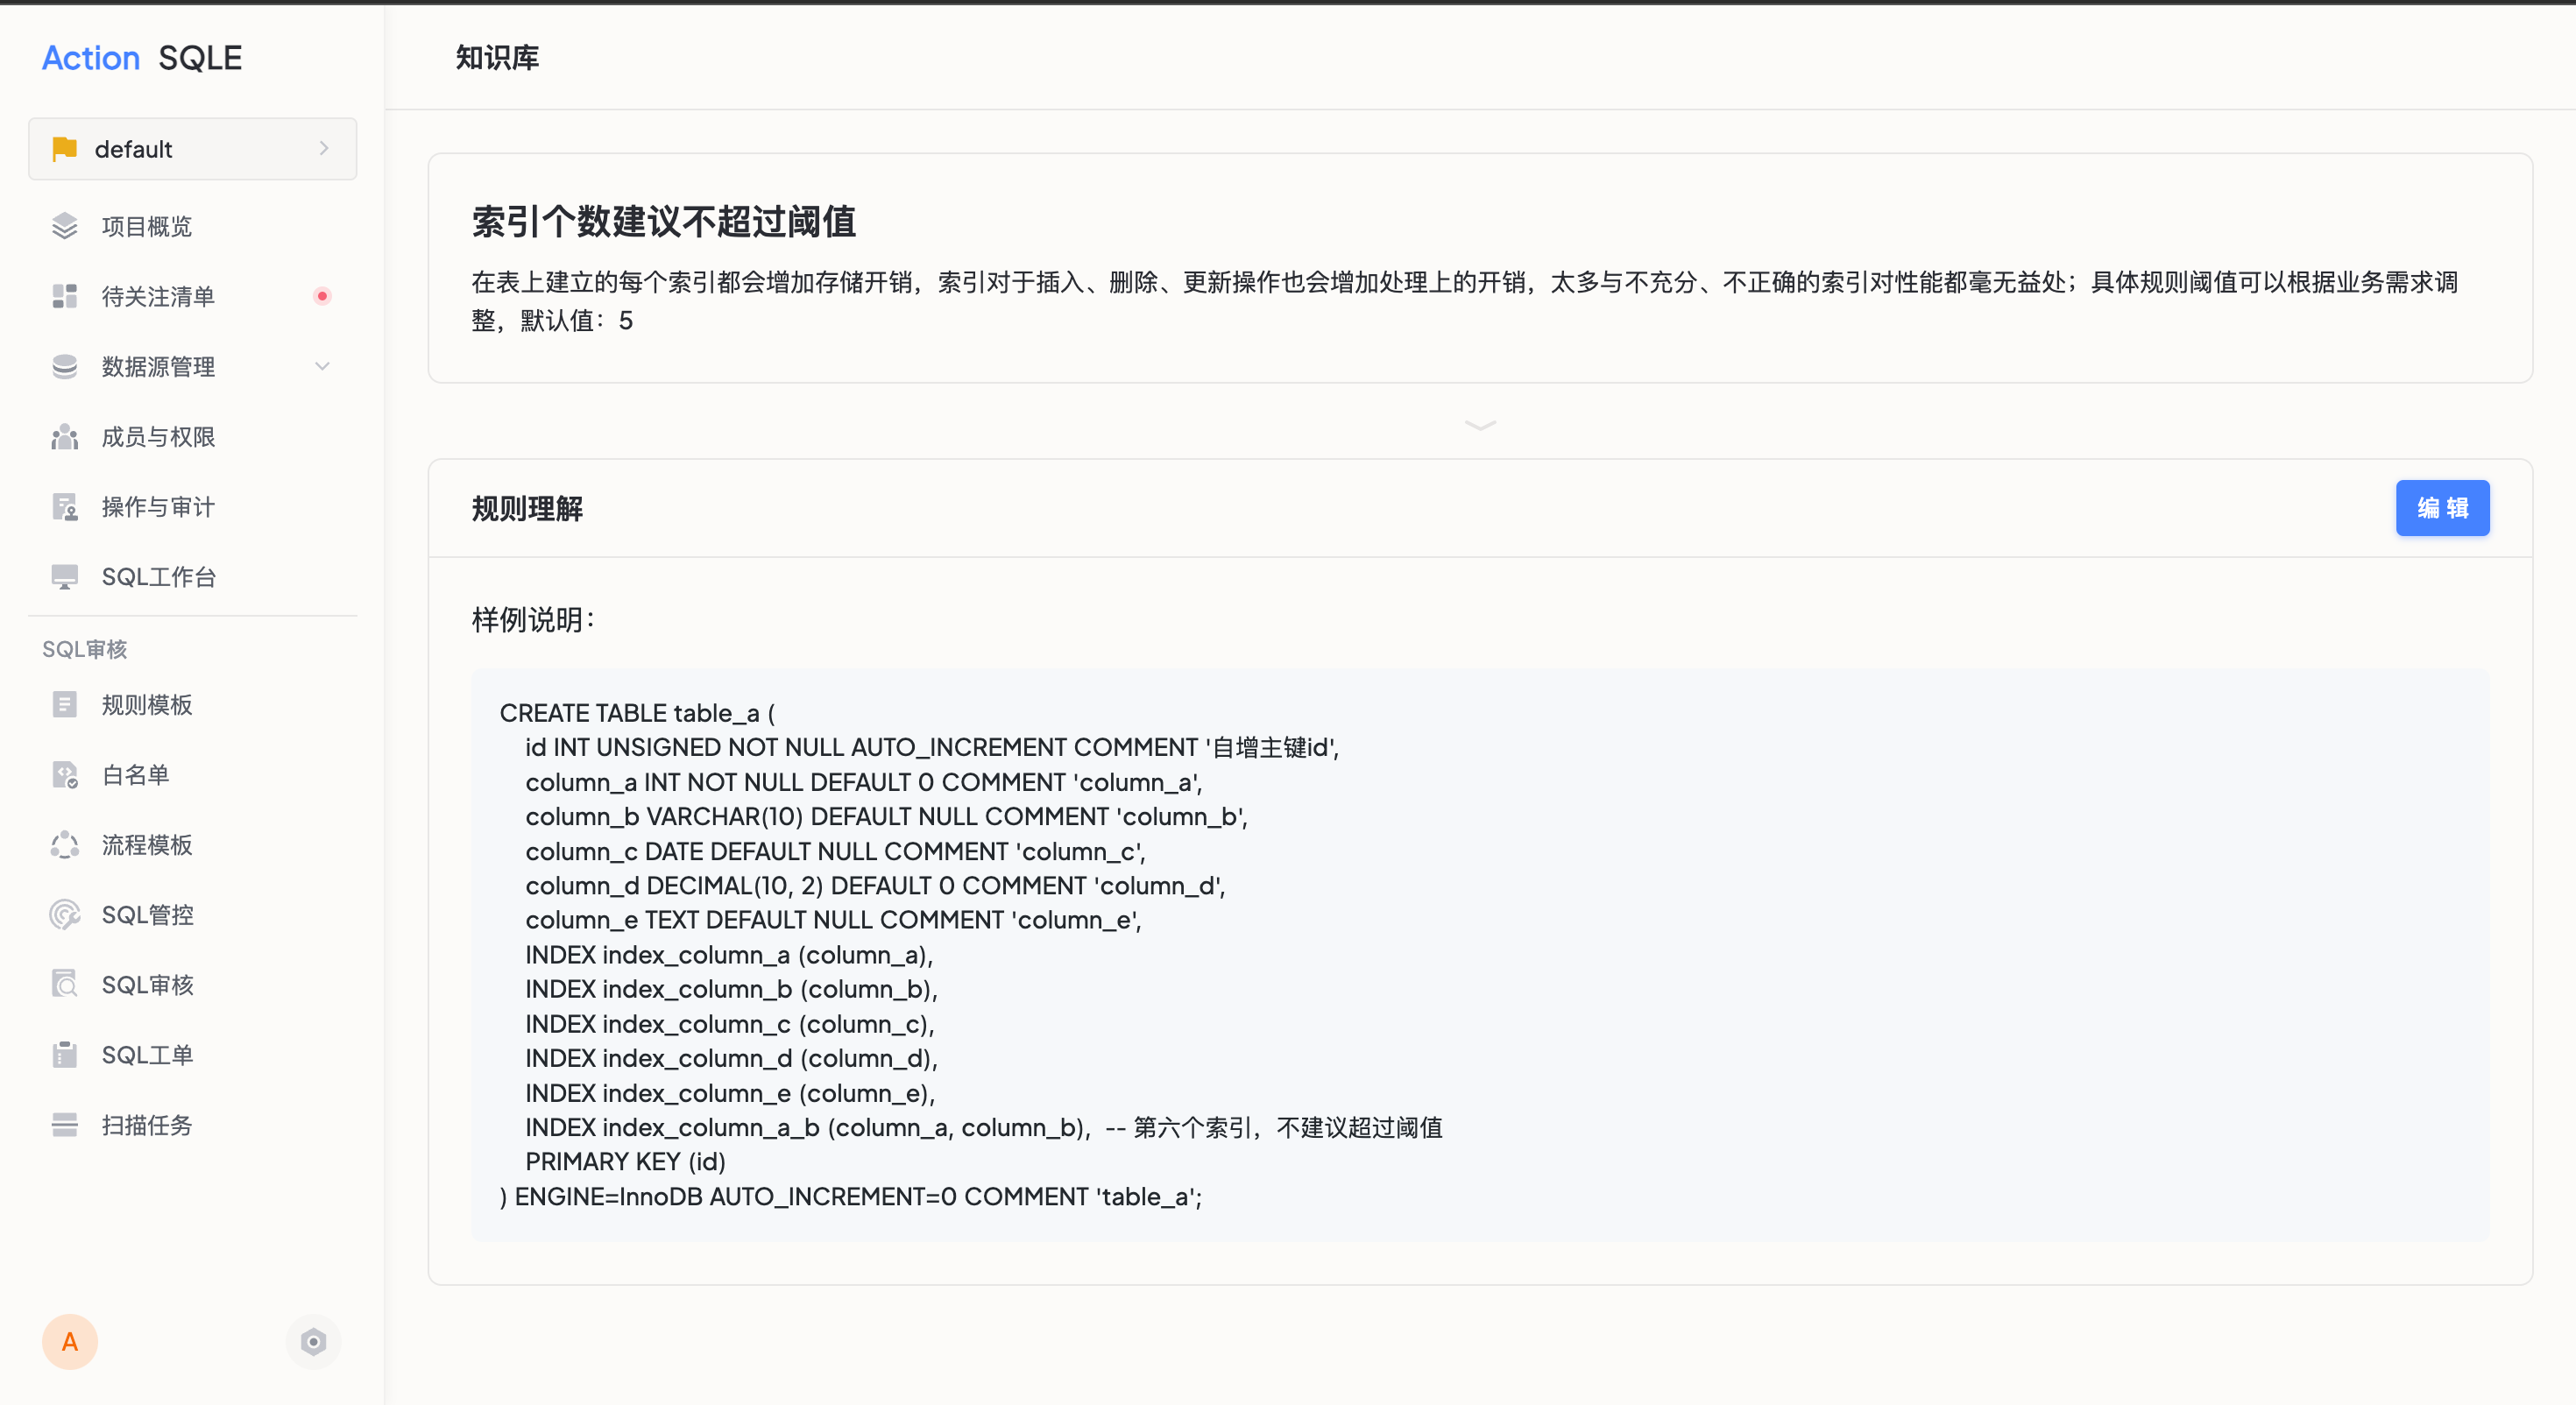 Action SQLE
default
项目概览
待关注清单
数据源管理
成员与权限
操作与审计
SQL工作台
SQL审核
规则模板
白名单
流程模板
SQL管控
SQL审核
SQL工单
扫描任务
A
知识库
索引个数建议不超过阈值
在表上建立的每个索引都会增加存储开销，索引对于插入、删除、更新操作也会增加处理上的开销，太多与不充分、不正确的索引对性能都毫无益处；具体规则阈值可以根据业务需求调
整，默认值：5
规则理解
编 辑
样例说明：
CREATE TABLE table_a (
id INT UNSIGNED NOT NULL AUTO_INCREMENT COMMENT '自增主键id',
column_a INT NOT NULL DEFAULT 0 COMMENT 'column_a',
column_b VARCHAR(10) DEFAULT NULL COMMENT 'column_b',
column_c DATE DEFAULT NULL COMMENT 'column_c',
column_d DECIMAL(10, 2) DEFAULT 0 COMMENT 'column_d',
column_e TEXT DEFAULT NULL COMMENT 'column_e',
INDEX index_column_a (column_a),
INDEX index_column_b (column_b),
INDEX index_column_c (column_c),
INDEX index_column_d (column_d),
INDEX index_column_e (column_e),
INDEX index_column_a_b (column_a, column_b), -- 第六个索引，不建议超过阈值
PRIMARY KEY (id)
) ENGINE=InnoDB AUTO_INCREMENT=0 COMMENT 'table_a';